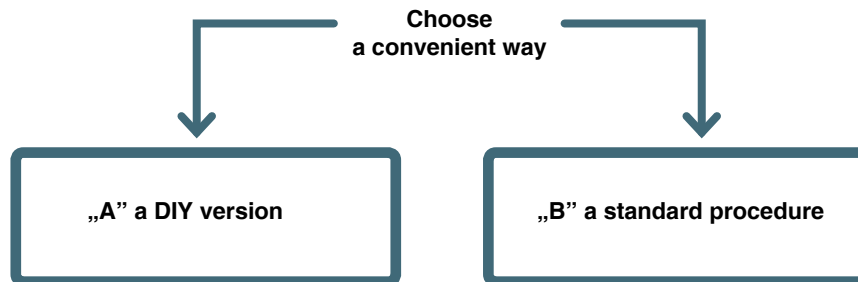 Choose
a convenient way
„A” a DIY version
„B” a standard procedure